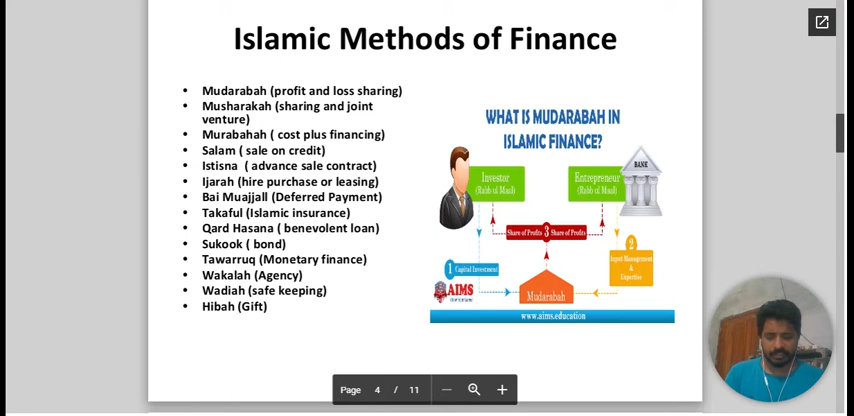 Islamic Methods of Finance
• Mudarabah (profit and loss sharing)
• Musharakah (sharing and joint
venture)
• Murabahah ( cost plus financing)
• Salam ( sale on credit)
• Istisna ( advance sale contract)
• Ijarah (hire purchase or leasing)
• Bai Muajjall (Deferred Payment)
• Takaful (Islamic insurance)
• Qard Hasana ( benevolent loan)
• Sukook ( bond)
• Tawarruq (Monetary finance)
• Wakalah (Agency)
• Wadiah (safe keeping)
• Hibah (Gift)
WHAT IS MUDARABAH IN
ISLAMIC FINANCE?
Investor
(Rabb ul Maal)
Entrepreneur
(Rabb ul Maal)
BANK
Share of Profits 3 Share of Profits
1 Capital Investment
2
Input Management
&
Expertise
Mudarabah
AIMS
www.aims.education
Page 4 / 11